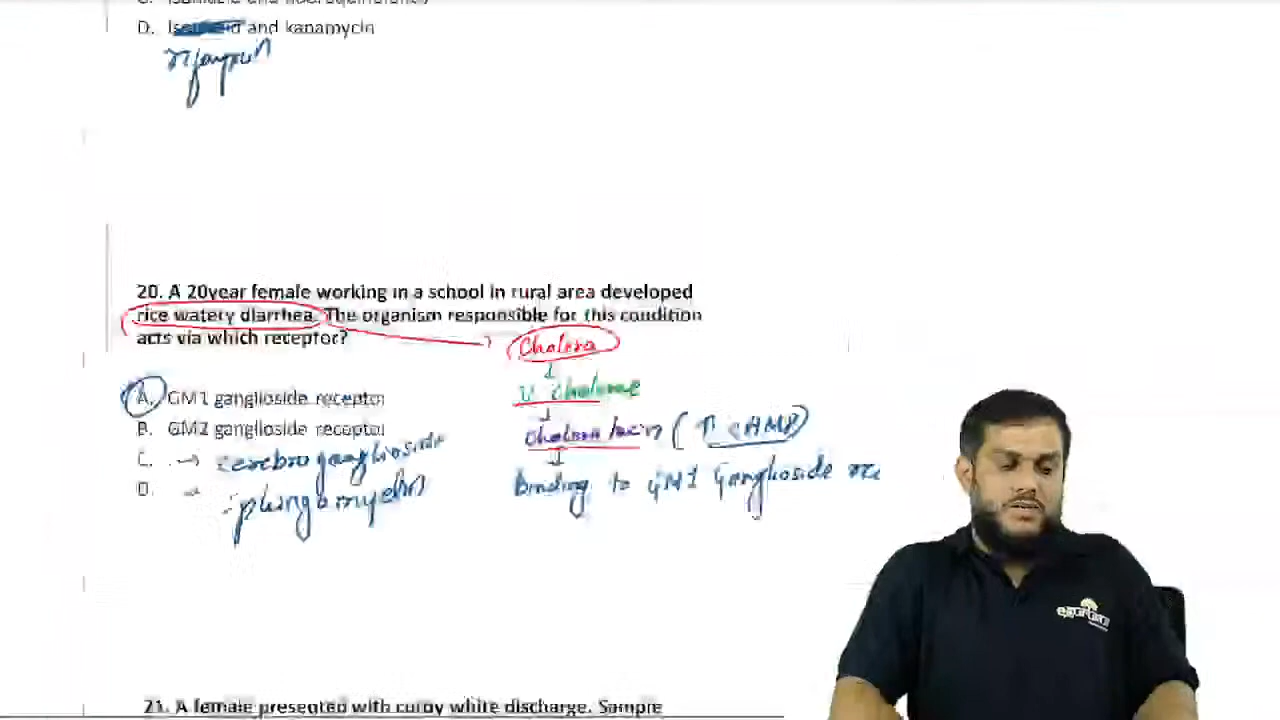 D. and kanamycin
20. A 20year female working in a school in rural area developed
rice watery diarrhea. The organism responsible for this condition
acts via which receptor?
Cholera
A. GM1 ganglioside receptor
V. Cholerae
B. GM2 ganglioside receptor
Cholera toxin (↑ cAMP)
C. → cerebroganglioside
Binding to GM1 Ganglioside rec
D. → sphingomyelin
21. A female presented with curdy white discharge. Sample